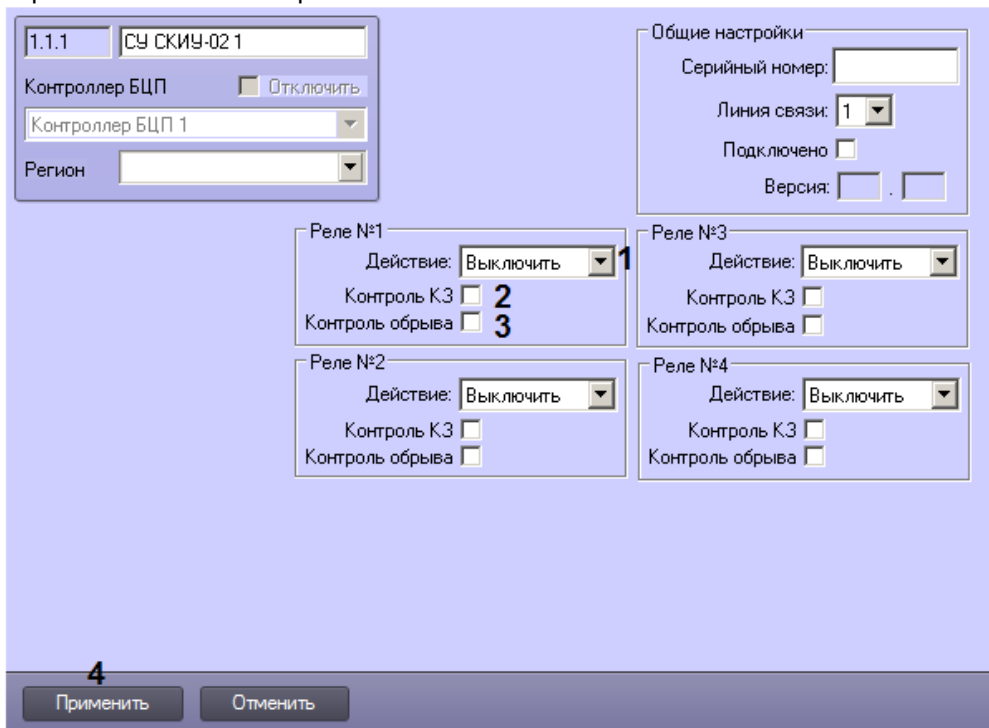 1.1.1 СУ СКИУ-02 1
Контроллер БЦП Отключить
Контроллер БЦП 1
Регион
Общие настройки
Серийный номер:
Линия связи: 1
Подключено
Версия: .
Реле №1
Действие: Выключить 1
Контроль КЗ 2
Контроль обрыва 3
Реле №3
Действие: Выключить
Контроль КЗ
Контроль обрыва
Реле №2
Действие: Выключить
Контроль КЗ
Контроль обрыва
Реле №4
Действие: Выключить
Контроль КЗ
Контроль обрыва
4
Применить Отменить